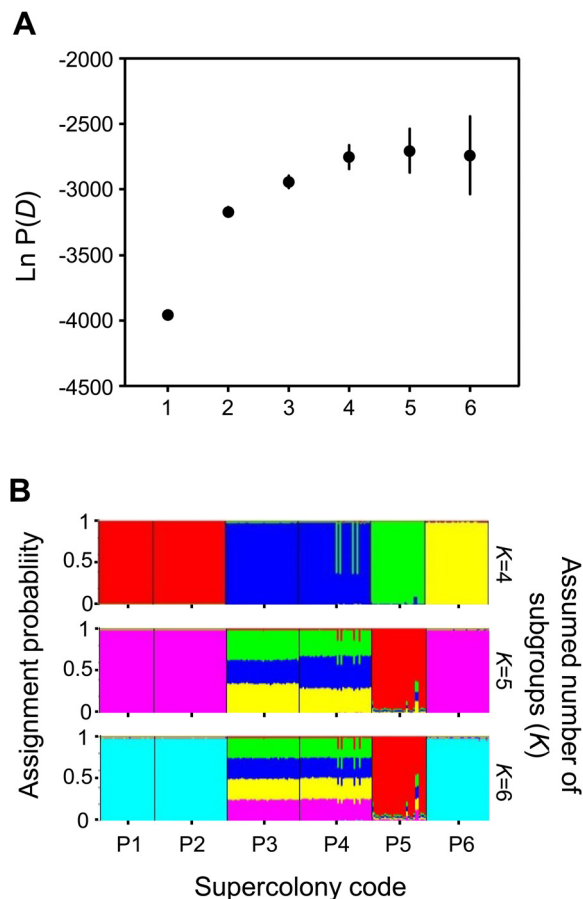 A
Ln P(D)
-2000
-2500
-3000
-3500
-4000
-4500
1 2 3 4 5 6
B
Assignment probabliity
1
0.5
0
K=4
1
0.5
0
K=5
1
0.5
0
K=6
Assumed number of
subgroups (K)
P1 P2 P3 P4 P5 P6
Supercolony code